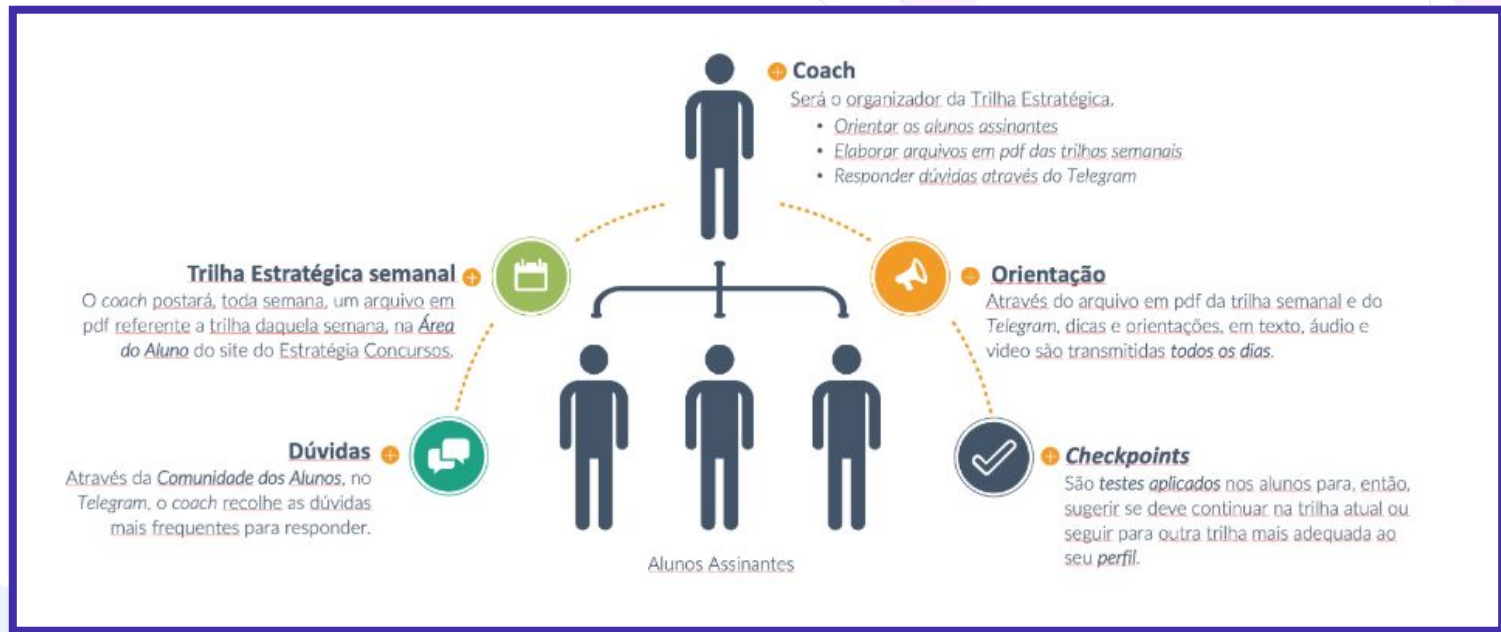 Coach
Será o organizador da Trilha Estratégica.
• Orientar os alunos assinantes
• Elaborar arquivos em pdf das trilhas semanais
• Responder dúvidas através do Telegram
Trilha Estratégica semanal
O coach postará, toda semana, um arquivo em
pdf referente a trilha daquela semana, na Área
do Aluno do site do Estratégia Concursos.
Orientação
Através do arquivo em pdf da trilha semanal e do
Telegram, dicas e orientações, em texto, áudio e
video são transmitidas todos os dias.
Dúvidas
Através da Comunidade dos Alunos, no
Telegram, o coach recolhe as dúvidas
mais frequentes para responder.
Checkpoints
São testes aplicados nos alunos para, então,
sugerir se deve continuar na trilha atual ou
seguir para outra trilha mais adequada ao
seu perfil.
Alunos Assinantes